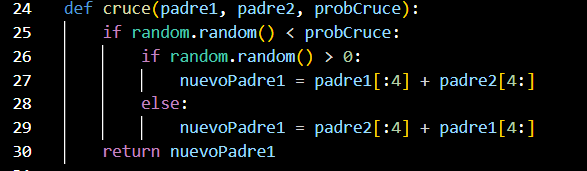 24 def cruce(padre1, padre2, probCruce):
25     if random.random() < probCruce:
26         if random.random() > 0:
27             nuevoPadre1 = padre1[:4] + padre2[4:]
28         else:
29             nuevoPadre1 = padre2[:4] + padre1[4:]
30     return nuevoPadre1